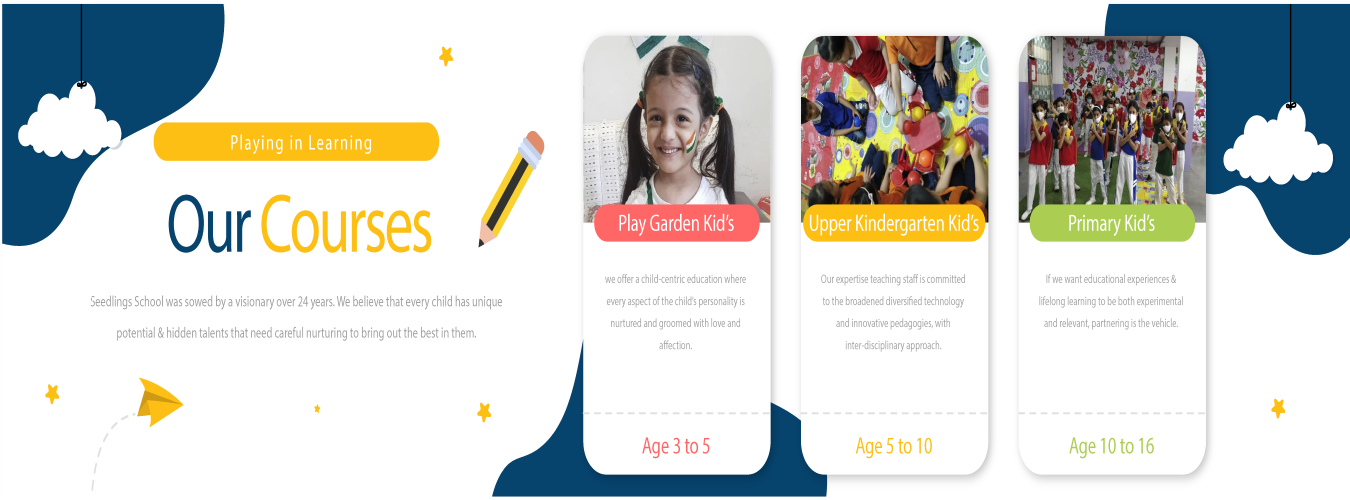 Playing in Learning
Our Courses
Seedlings School was sowed by a visionary over 24 years. We believe that every child has unique
potential & hidden talents that need careful nurturing to bring out the best in them.
Play Garden Kid's
we offer a child-centric education where
every aspect of the child's personality is
nurtured and groomed with love and
affection.
Age 3 to 5
Upper Kindergarten Kid's
Our expertise teaching staff is committed
to the broadened diversified technology
and innovative pedagogies, with
inter-disciplinary approach.
Age 5 to 10
Primary Kid's
If we want educational experiences &
lifelong learning to be both experimental
and relevant, partnering is the vehicle.
Age 10 to 16